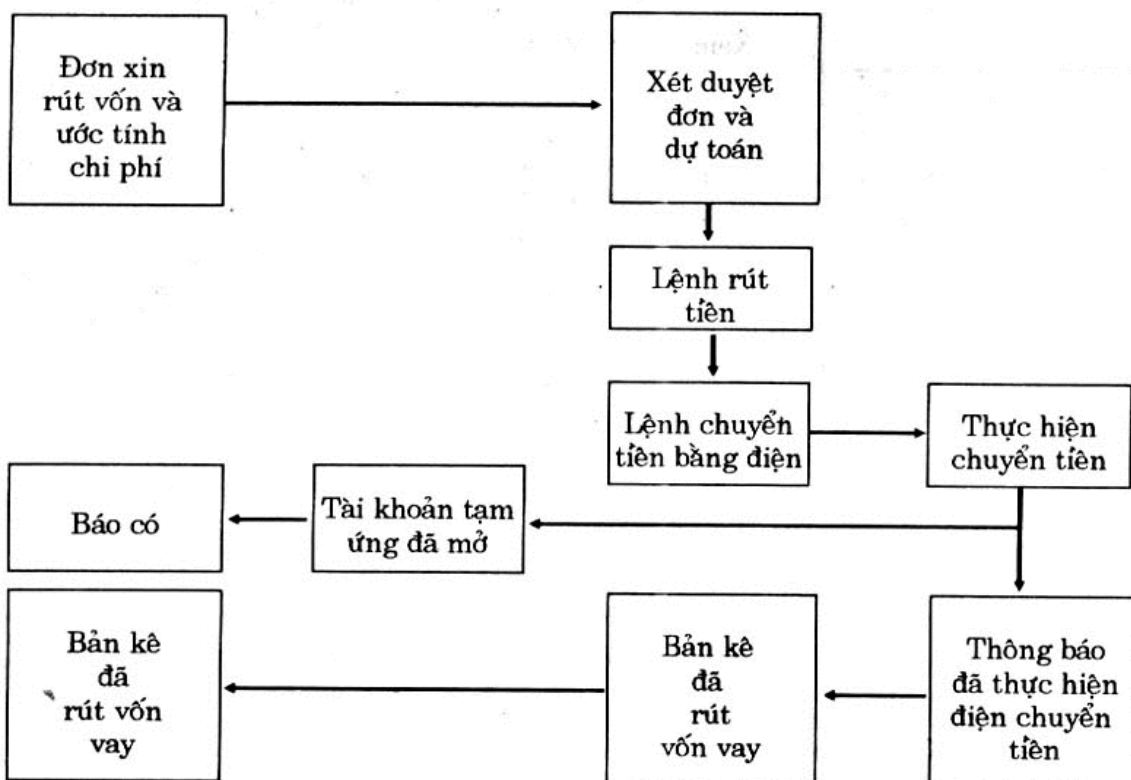 Đơn xin
rút vốn và
ước tính
chi phí
Xét duyệt
đơn và
dự toán
Lệnh rút
tiền
Lệnh chuyển
tiền bằng điện
Thực hiện
chuyển tiền
Tài khoản tạm
ứng đã mở
Báo có
Thông báo
đã thực hiện
điện chuyển
tiền
Bản kê
đã
rút
vốn vay
Bản kê
đã
rút vốn
vay